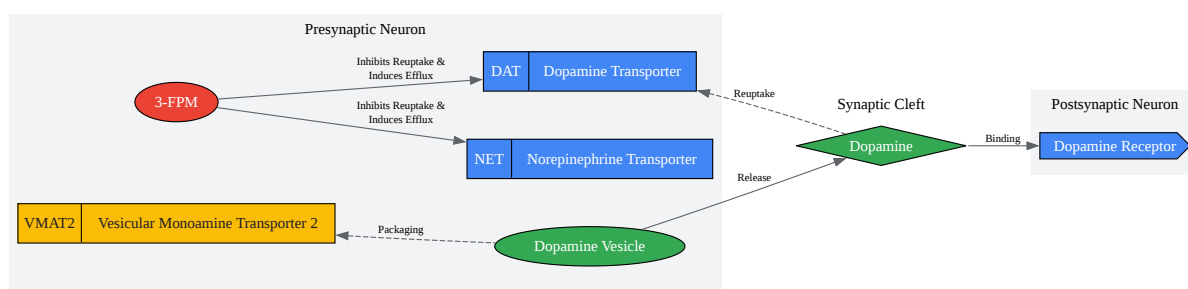 Presynaptic Neuron
Inhibits Reuptake &
Induces Efflux
DAT
Dopamine Transporter
3-FPM
Inhibits Reuptake &
Induces Efflux
NET
Norepinephrine Transporter
VMAT2
Vesicular Monoamine Transporter 2
Packaging
Dopamine Vesicle
Reuptake
Release
Synaptic Cleft
Dopamine
Binding
Postsynaptic Neuron
Dopamine Receptor